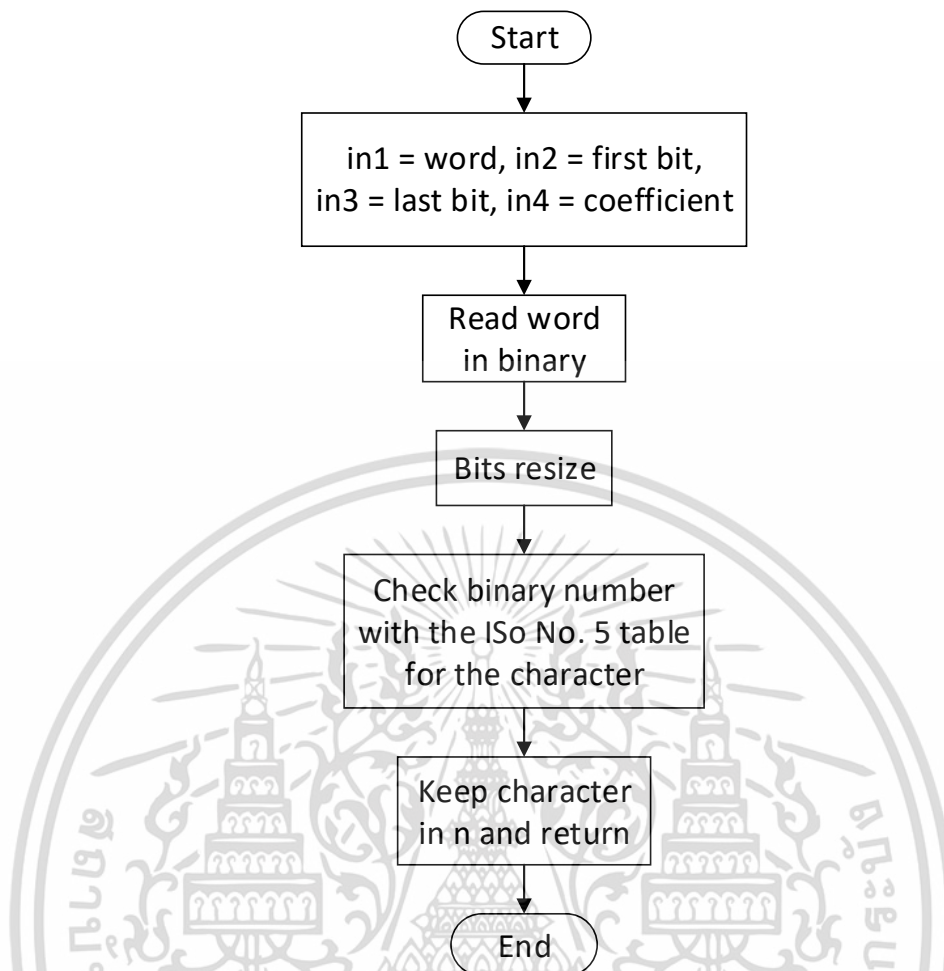 Start
in1 = word, in2 = first bit,
in3 = last bit, in4 = coefficient
Read word
in binary
Bits resize
Check binary number
with the ISo No. 5 table
for the character
Keep character
in n and return
End